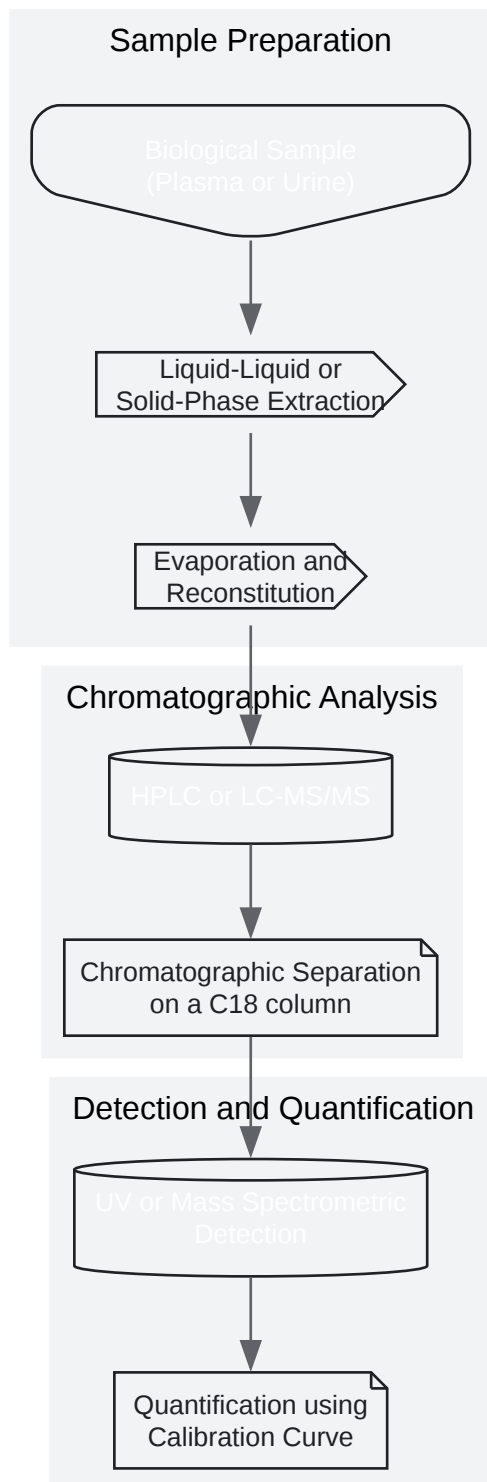 Sample Preparation
Biological Sample
(Plasma or Urine)
Liquid-Liquid or
Solid-Phase Extraction
Evaporation and
Reconstitution
Chromatographic Analysis
HPLC or LC-MS/MS
Chromatographic Separation
on a C18 column
Detection and Quantification
UV or Mass Spectrometric
Detection
Quantification using
Calibration Curve